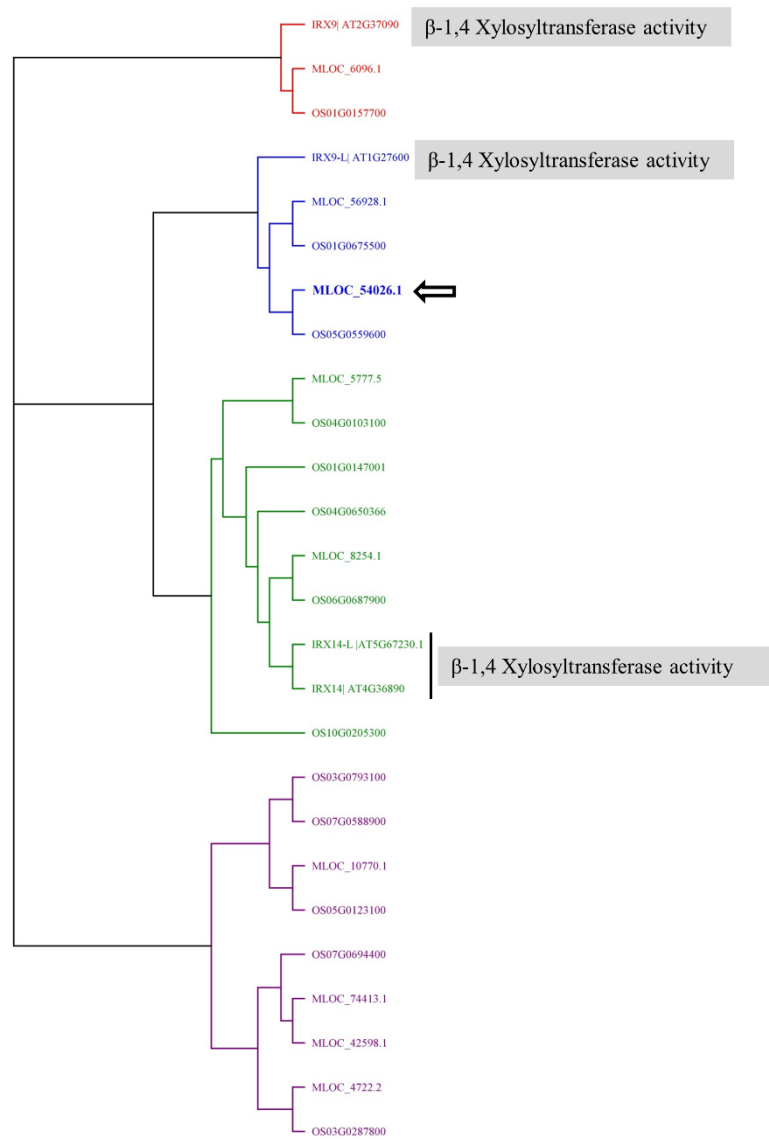 IRX9| AT2G37090
β-1,4 Xylosyltransferase activity
MLOC_6096.1
OS01G0157700
IRX9-L| AT1G27600
β-1,4 Xylosyltransferase activity
MLOC_56928.1
OS01G0675500
MLOC_54026.1
OS05G0559600
MLOC_5777.5
OS04G0103100
OS01G0147001
OS04G0650366
MLOC_8254.1
OS06G0687900
IRX14-L |AT5G67230.1
β-1,4 Xylosyltransferase activity
IRX14| AT4G36890
OS10G0205300
OS03G0793100
OS07G0588900
MLOC_10770.1
OS05G0123100
OS07G0694400
MLOC_74413.1
MLOC_42598.1
MLOC_4722.2
OS03G0287800